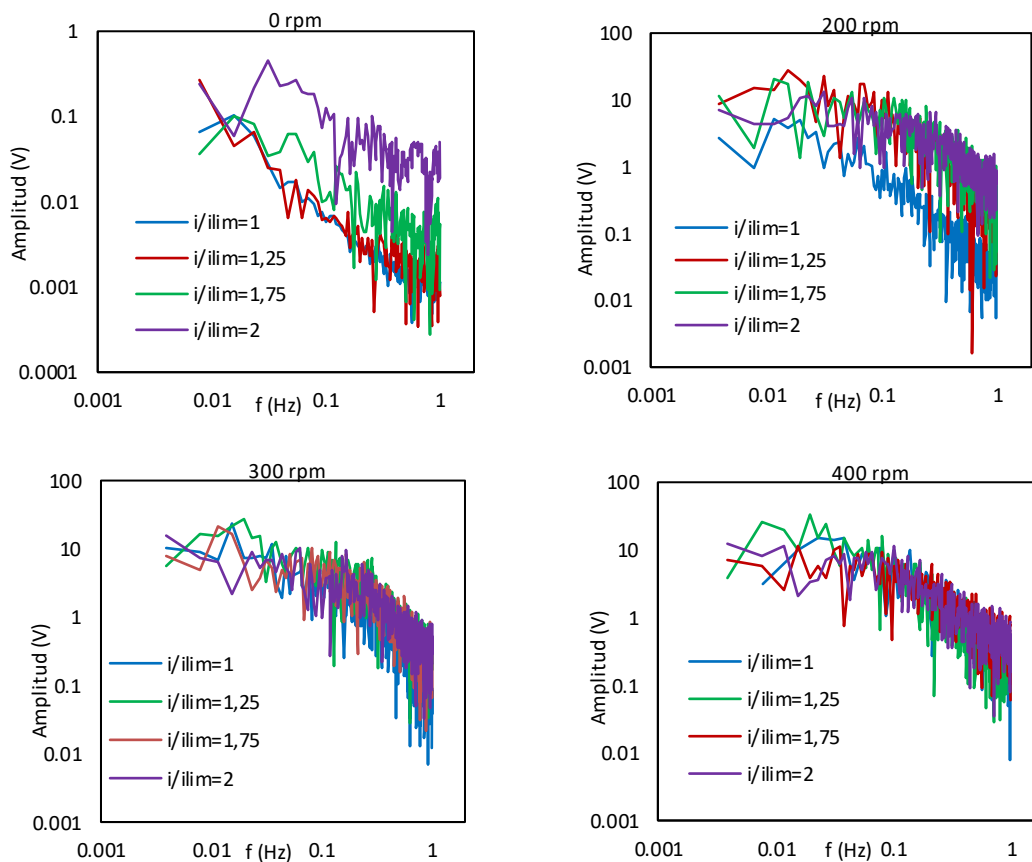 0 rpm
1
0.1
0.01
0.001
0.0001
Amplitud (V)
i/ilim=1
i/ilim=1,25
i/ilim=1,75
i/ilim=2
0.001
0.01
0.1
1
f (Hz)
200 rpm
100
10
1
0.1
0.01
0.001
Amplitud (V)
i/ilim=1
i/ilim=1,25
i/ilim=1,75
i/ilim=2
0.001
0.01
0.1
1
f (Hz)
300 rpm
100
10
1
0.1
0.01
0.001
Amplitud (V)
i/ilim=1
i/ilim=1,25
i/ilim=1,75
i/ilim=2
0.001
0.01
0.1
1
f (Hz)
400 rpm
100
10
1
0.1
0.01
0.001
Amplitud (V)
i/ilim=1
i/ilim=1,25
i/ilim=1,75
i/ilim=2
0.001
0.01
0.1
1
f (Hz)